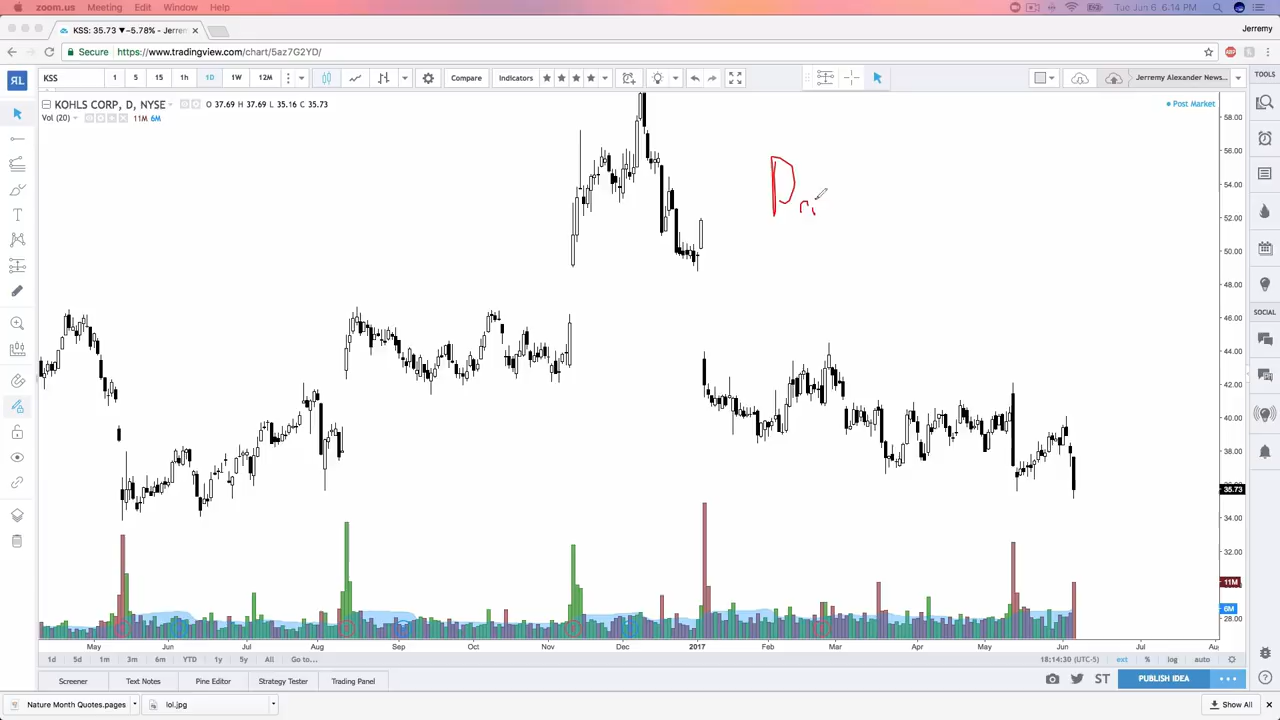 zoom.us Meeting Edit Window Help Tue Jun 6 6:14 PM
KSS: 35.73 ▼−5.78% - Jerrem Jerremy
Secure https://www.tradingview.com/chart/5az7G2YD/
KSS 1 5 15 1h 1D 1W 12M Compare Indicators Jerremy Alexander News... TOOLS
KOHLS CORP, D, NYSE O 37.69 H 37.69 L 35.16 C 35.73 Post Market
Vol (20) 11M 6M
58.00
56.00
54.00
52.00
50.00
48.00
46.00
44.00
42.00
40.00
38.00
35.73
34.00
32.00
11M
6M
28.00
D
SOCIAL
May Jun Jul Aug Sep Oct Nov Dec 2017 Feb Mar Apr May Jun Jul
1d 5d 1m 3m 6m YTD 1y 5y All Go to... 18:14:30 (UTC-5) ext % log auto
Screener Text Notes Pine Editor Strategy Tester Trading Panel ST PUBLISH IDEA
Nature Month Quotes.pages lol.jpg Show All